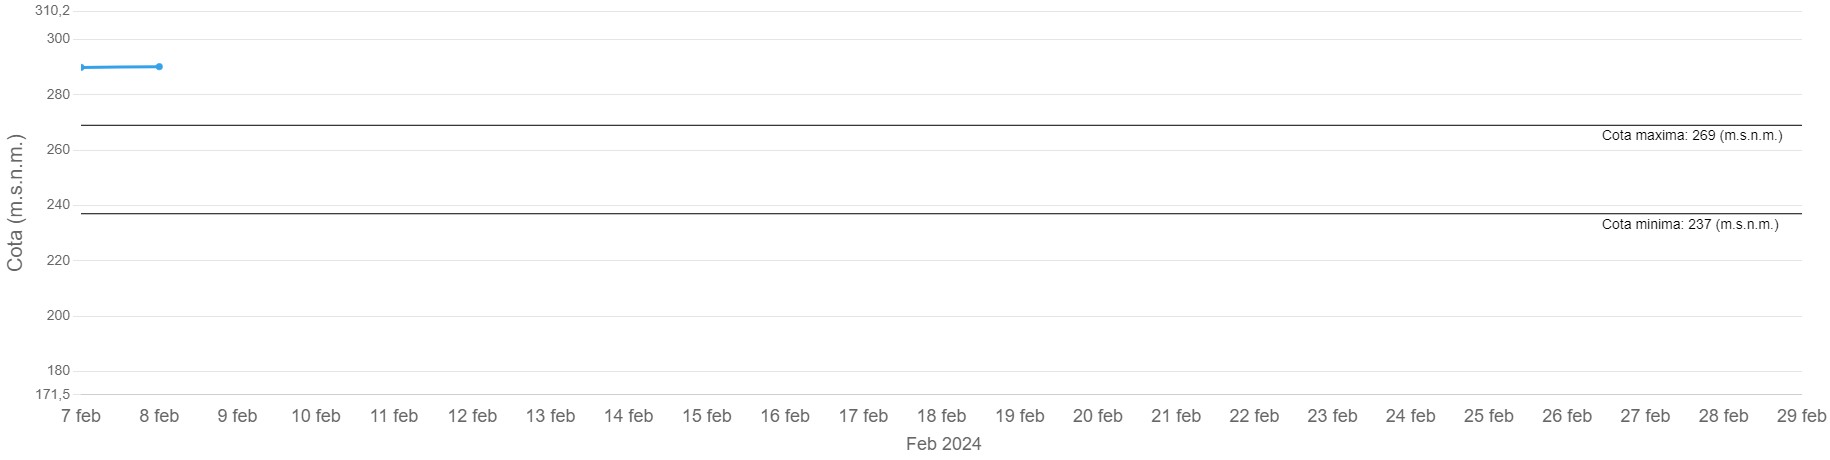 310,2
300
280
260
240
220
200
180
171,5
Cota (m.s.n.m.)
Cota maxima: 269 (m.s.n.m.)
Cota minima: 237 (m.s.n.m.)
7 feb 8 feb 9 feb 10 feb 11 feb 12 feb 13 feb 14 feb 15 feb 16 feb 17 feb 18 feb 19 feb 20 feb 21 feb 22 feb 23 feb 24 feb 25 feb 26 feb 27 feb 28 feb 29 feb
Feb 2024